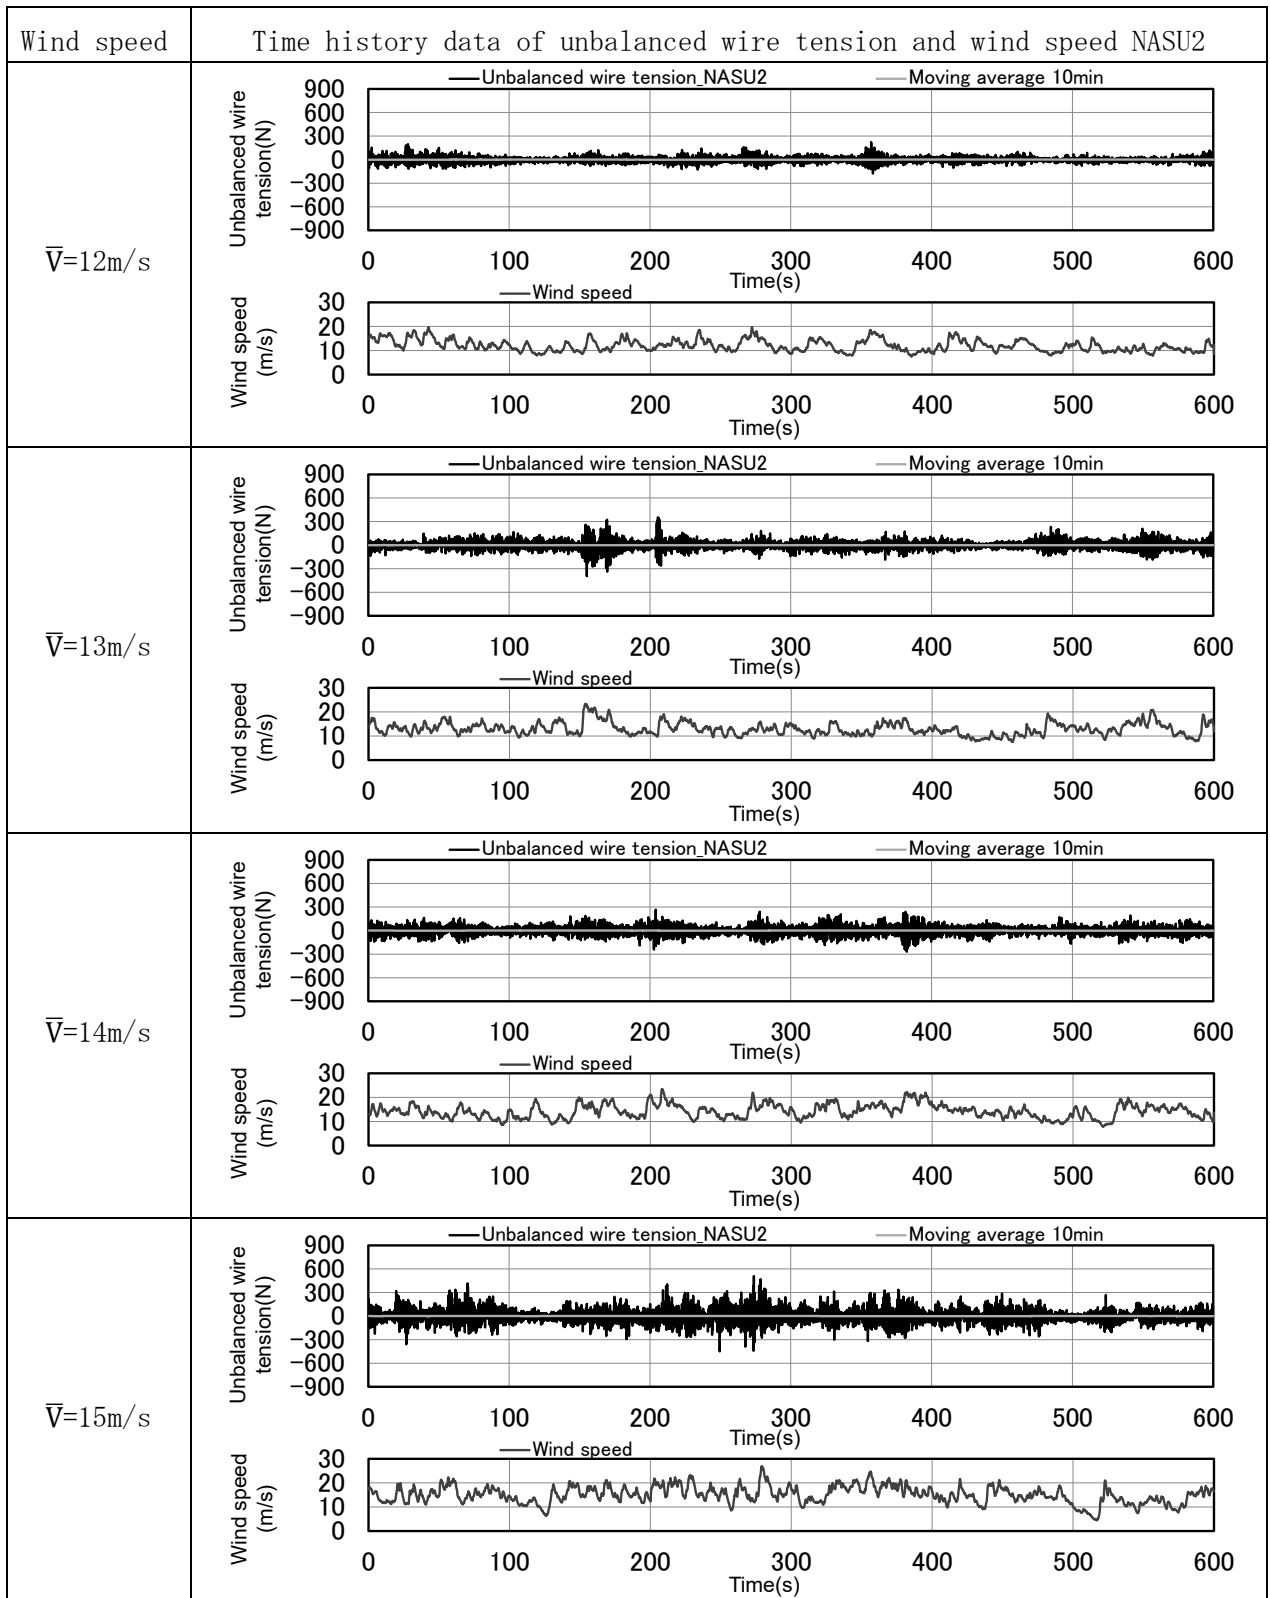 Wind speed
Time history data of unbalanced wire tension and wind speed NASU2
V̅=12m/s
Unbalanced wire tension_NASU2
Moving average 10min
Unbalanced wire
tension(N)
900
600
300
0
−300
−600
−900
0 100 200 300 400 500 600
Time(s)
Wind speed
Wind speed
(m/s)
30
20
10
0
0 100 200 300 400 500 600
Time(s)
V̅=13m/s
Unbalanced wire tension_NASU2
Moving average 10min
Unbalanced wire
tension(N)
900
600
300
0
−300
−600
−900
0 100 200 300 400 500 600
Time(s)
Wind speed
Wind speed
(m/s)
30
20
10
0
0 100 200 300 400 500 600
Time(s)
V̅=14m/s
Unbalanced wire tension_NASU2
Moving average 10min
Unbalanced wire
tension(N)
900
600
300
0
−300
−600
−900
0 100 200 300 400 500 600
Time(s)
Wind speed
Wind speed
(m/s)
30
20
10
0
0 100 200 300 400 500 600
Time(s)
V̅=15m/s
Unbalanced wire tension_NASU2
Moving average 10min
Unbalanced wire
tension(N)
900
600
300
0
−300
−600
−900
0 100 200 300 400 500 600
Time(s)
Wind speed
Wind speed
(m/s)
30
20
10
0
0 100 200 300 400 500 600
Time(s)